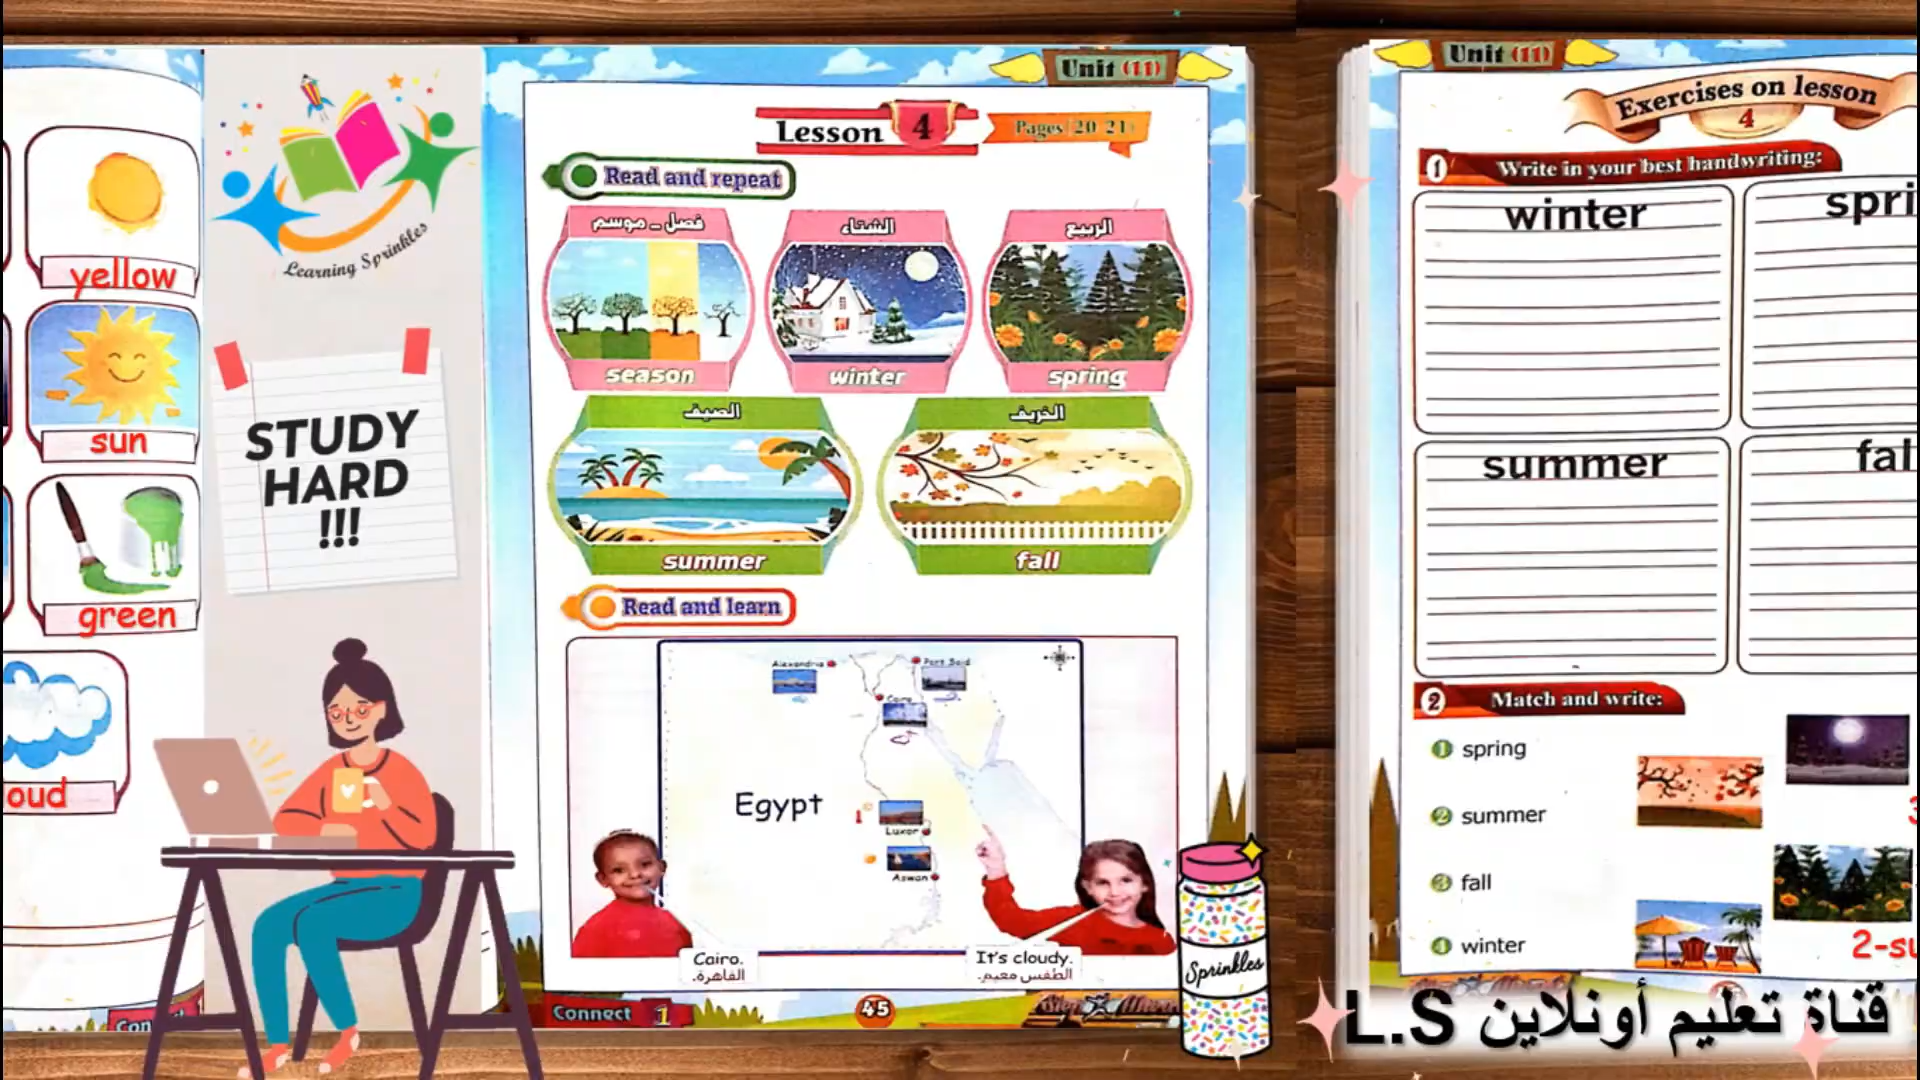 yellow
sun
green
oud
Learning Sprinkles
STUDY
HARD
!!!
Unit (11)
Lesson 4
Pages (20-21)
Read and repeat
فصل - موسم
الشتاء
الربيع
season
winter
spring
الصيف
الخريف
summer
fall
Read and learn
Alexandria
Port Said
Cairo
Egypt
Luxor
Aswan
Cairo.
القاهرة.
It's cloudy.
الطقس مغيم.
Connect 1
45
Sprinkles
Unit (11)
Exercises on lesson
4
1 Write in your best handwriting:
winter
spri
summer
fal
2 Match and write:
1 spring
2 summer
3 fall
4 winter
2-su
قناة تعليم أونلاين L.S